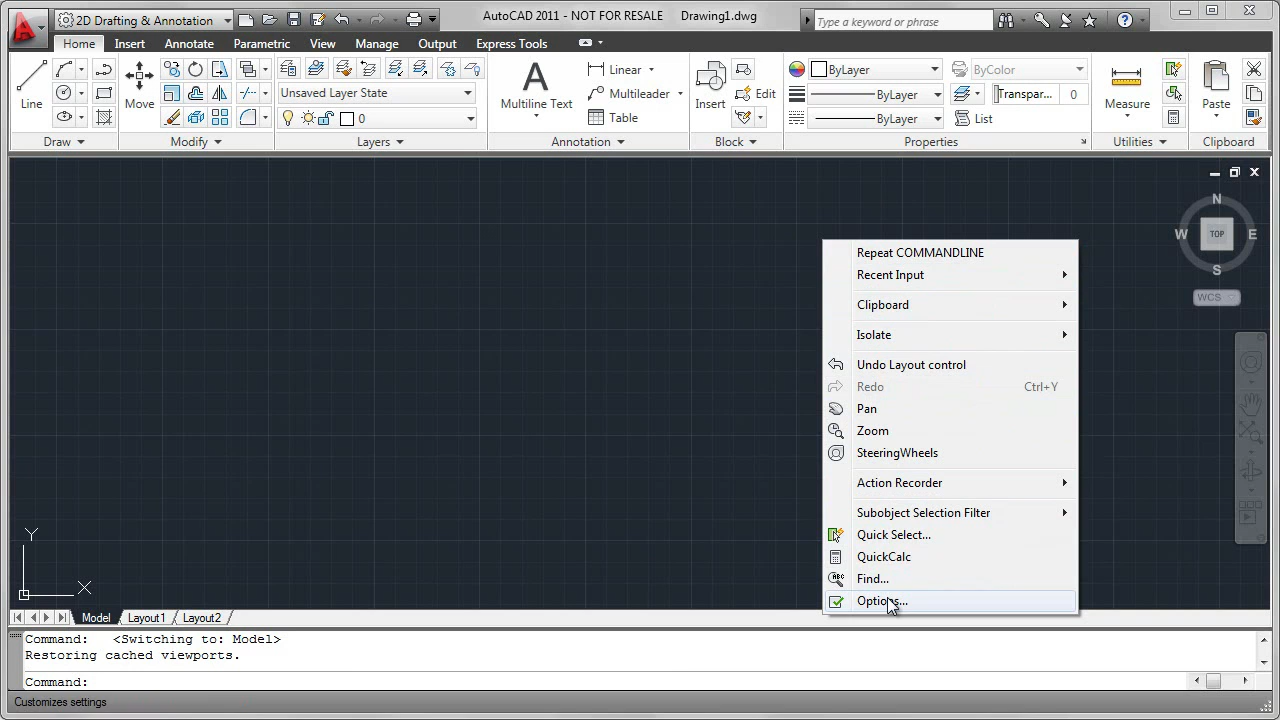 2D Drafting & Annotation
AutoCAD 2011 - NOT FOR RESALE Drawing1.dwg
Type a keyword or phrase
Home Insert Annotate Parametric View Manage Output Express Tools
Line
Move
Unsaved Layer State
0
Multiline Text
Linear
Multileader
Table
Insert
Edit
ByLayer
ByLayer
ByLayer
ByColor
Transpar... 0
List
Measure
Paste
Draw Modify Layers Annotation Block Properties Utilities Clipboard
N
W TOP E
S
WCS
Repeat COMMANDLINE
Recent Input
Clipboard
Isolate
Undo Layout control
Redo Ctrl+Y
Pan
Zoom
SteeringWheels
Action Recorder
Subobject Selection Filter
Quick Select...
QuickCalc
ABC
Find...
Options...
Y
X
Model Layout1 Layout2
Command: <Switching to: Model>
Restoring cached viewports.
Command:
Customizes settings